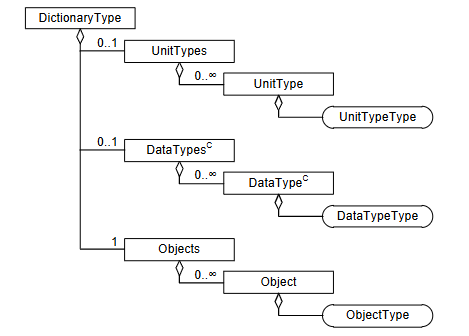 DictionaryType
0..1
UnitTypes
0..∞
UnitType
UnitTypeType
0..1
DataTypesC
0..∞
DataTypeC
DataTypeType
1
Objects
0..∞
Object
ObjectType